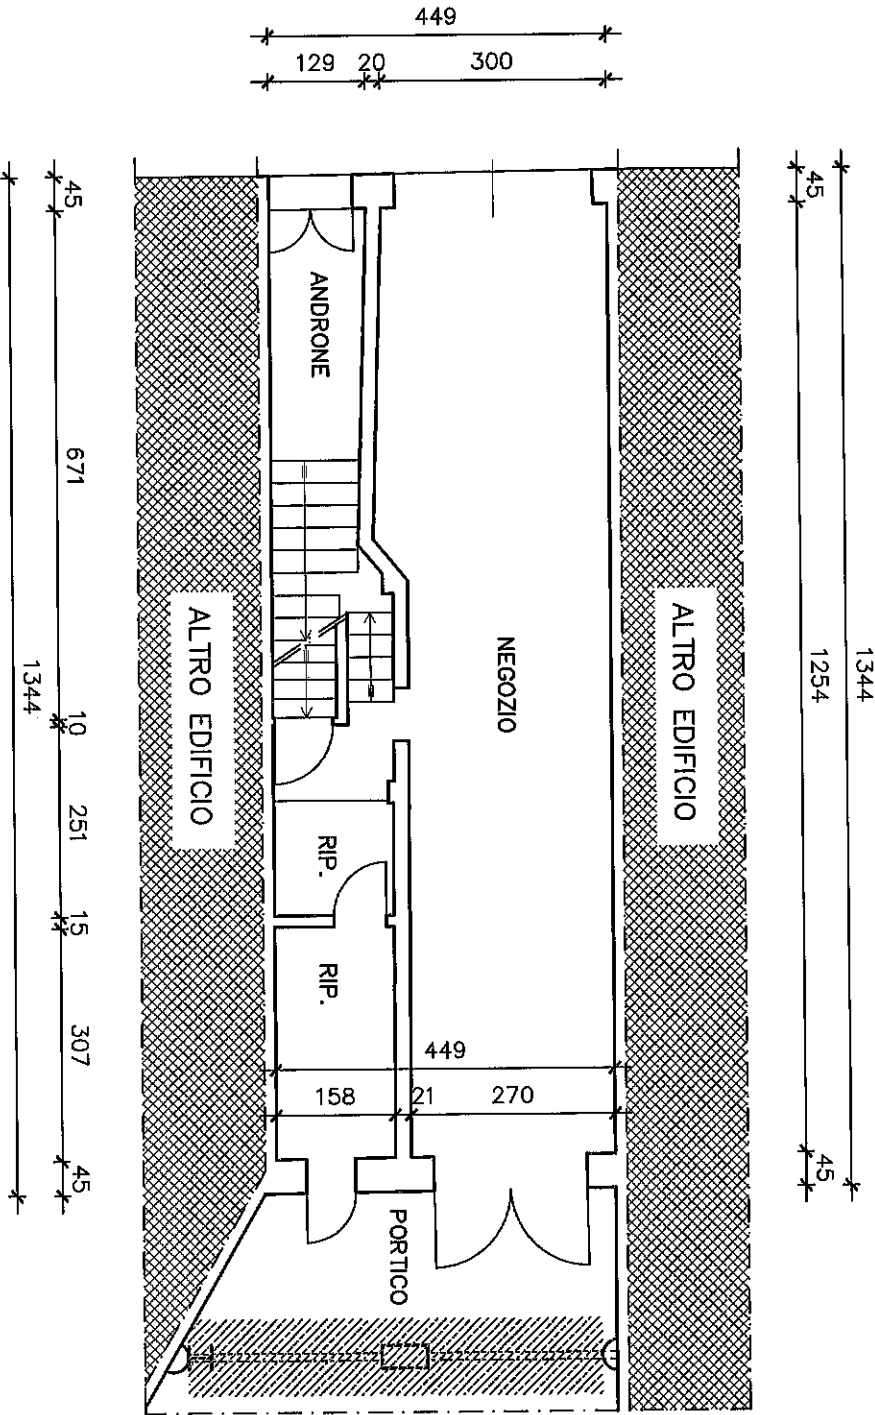 449
129 20 300
45 671 10 251 15 307 45
1344
1344
45 1254 45
ALTRO EDIFICIO
NEGOZIO
ANDRONE
ALTRO EDIFICIO
RIP.
RIP.
449
158 21 270
PORTICO